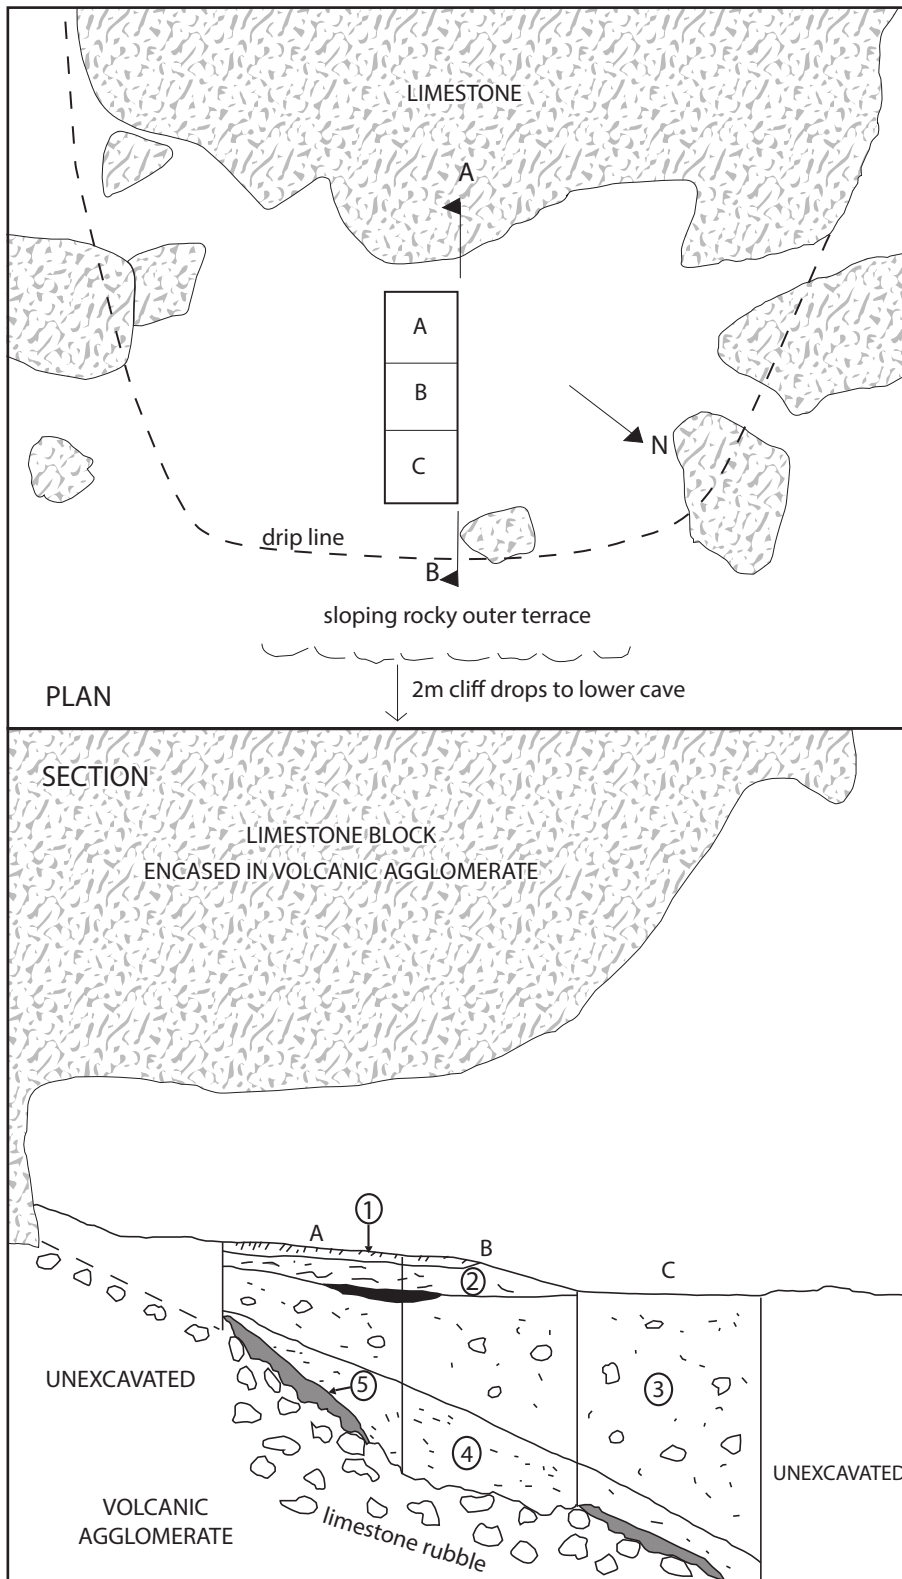 LIMESTONE
A
A
B
C
N
drip line
B
sloping rocky outer terrace
2m cliff drops to lower cave
PLAN
SECTION
LIMESTONE BLOCK
ENCASED IN VOLCANIC AGGLOMERATE
1
A
B
2
C
UNEXCAVATED
5
3
4
UNEXCAVATED
VOLCANIC
AGGLOMERATE
limestone rubble